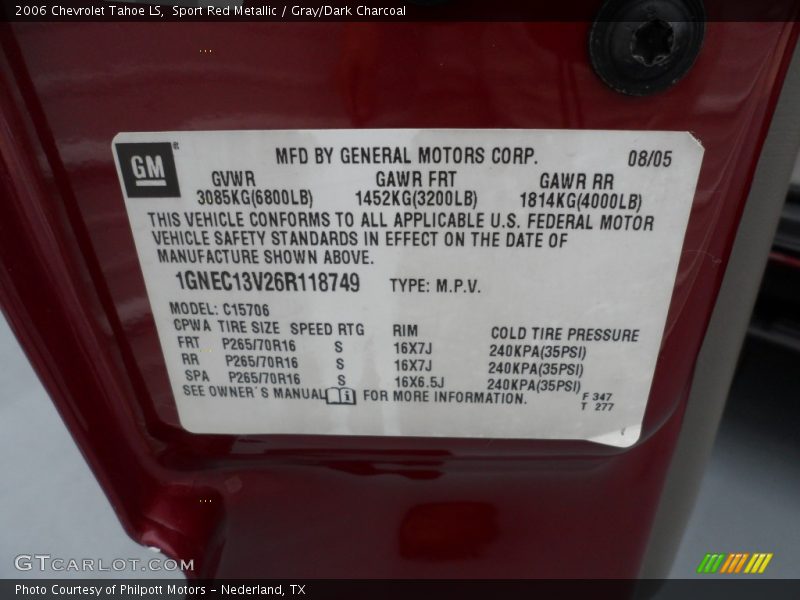 2006 Chevrolet Tahoe LS, Sport Red Metallic / Gray/Dark Charcoal
GM ®
MFD BY GENERAL MOTORS CORP. 08/05
GVWR GAWR FRT GAWR RR
3085KG(6800LB) 1452KG(3200LB) 1814KG(4000LB)
THIS VEHICLE CONFORMS TO ALL APPLICABLE U.S. FEDERAL MOTOR
VEHICLE SAFETY STANDARDS IN EFFECT ON THE DATE OF
MANUFACTURE SHOWN ABOVE.
1GNEC13V26R118749 TYPE: M.P.V.
MODEL: C15706
CPWA TIRE SIZE SPEED RTG RIM COLD TIRE PRESSURE
FRT P265/70R16 S 16X7J 240KPA(35PSI)
RR P265/70R16 S 16X7J 240KPA(35PSI)
SPA P265/70R16 S 16X6.5J 240KPA(35PSI)
SEE OWNER'S MANUAL i FOR MORE INFORMATION.
F 347
T 277
GTCARLOT.COM
Photo Courtesy of Philpott Motors - Nederland, TX